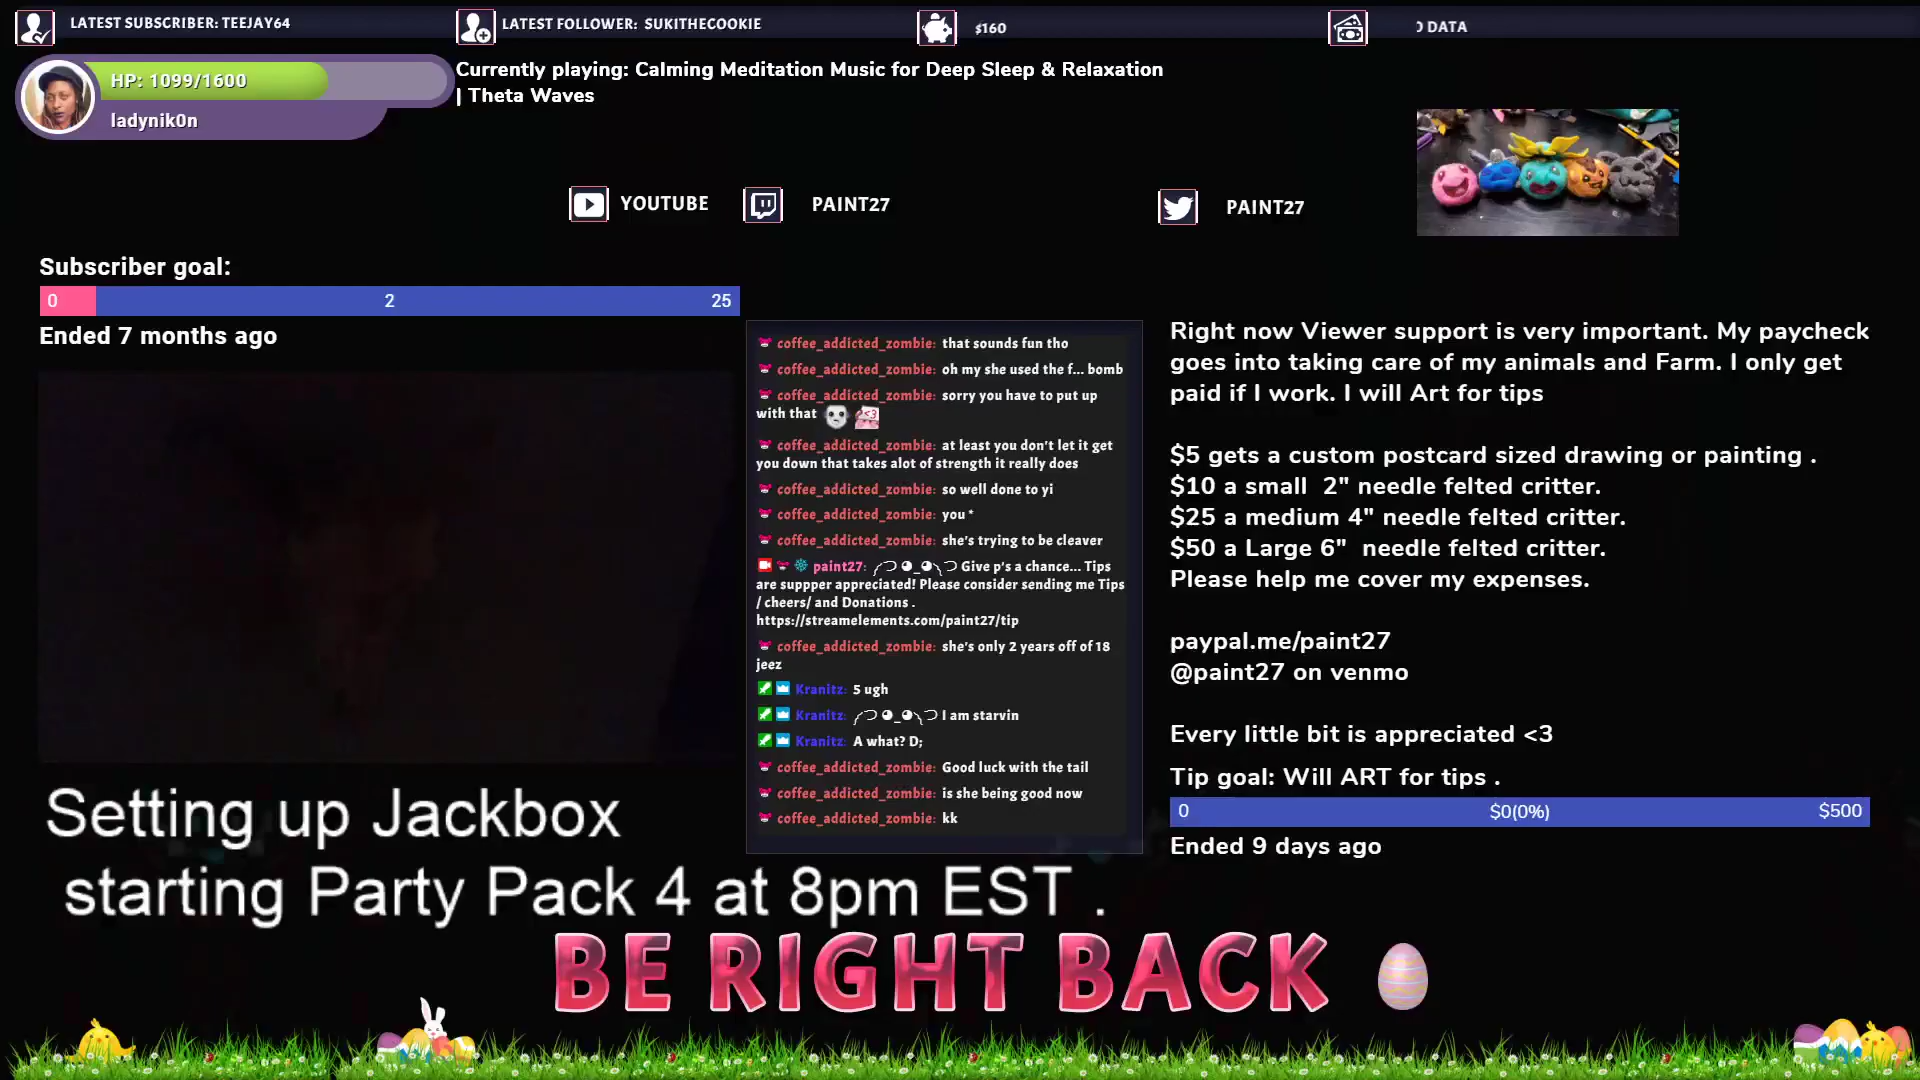 LATEST SUBSCRIBER: TEEJAY64
LATEST FOLLOWER: SUKITHECOOKIE
$160
DATA
HP: 1099/1600
ladynik0n
Currently playing: Calming Meditation Music for Deep Sleep & Relaxation
| Theta Waves
YOUTUBE
PAINT27
PAINT27
Subscriber goal:
0 2 25
Ended 7 months ago
coffee_addicted_zombie: that sounds fun tho
coffee_addicted_zombie: oh my she used the f... bomb
coffee_addicted_zombie: sorry you have to put up
with that
<3
coffee_addicted_zombie: at least you don't let it get
you down that takes alot of strength it really does
coffee_addicted_zombie: so well done to yi
coffee_addicted_zombie: you *
coffee_addicted_zombie: she's trying to be cleaver
paint27: ༼つ ◕_◕༽つ Give p's a chance... Tips
are suppper appreciated! Please consider sending me Tips
/ cheers/ and Donations .
https://streamelements.com/paint27/tip
coffee_addicted_zombie: she's only 2 years off of 18
jeez
Kranitz: 5 ugh
Kranitz: ༼つ ◕_◕༽つ I am starvin
Kranitz: A what? D;
coffee_addicted_zombie: Good luck with the tail
coffee_addicted_zombie: is she being good now
coffee_addicted_zombie: kk
Right now Viewer support is very important. My paycheck
goes into taking care of my animals and Farm. I only get
paid if I work. I will Art for tips
$5 gets a custom postcard sized drawing or painting .
$10 a small 2" needle felted critter.
$25 a medium 4" needle felted critter.
$50 a Large 6" needle felted critter.
Please help me cover my expenses.
paypal.me/paint27
@paint27 on venmo
Every little bit is appreciated <3
Tip goal: Will ART for tips .
0 $0(0%) $500
Ended 9 days ago
Setting up Jackbox
starting Party Pack 4 at 8pm EST .
BE RIGHT BACK